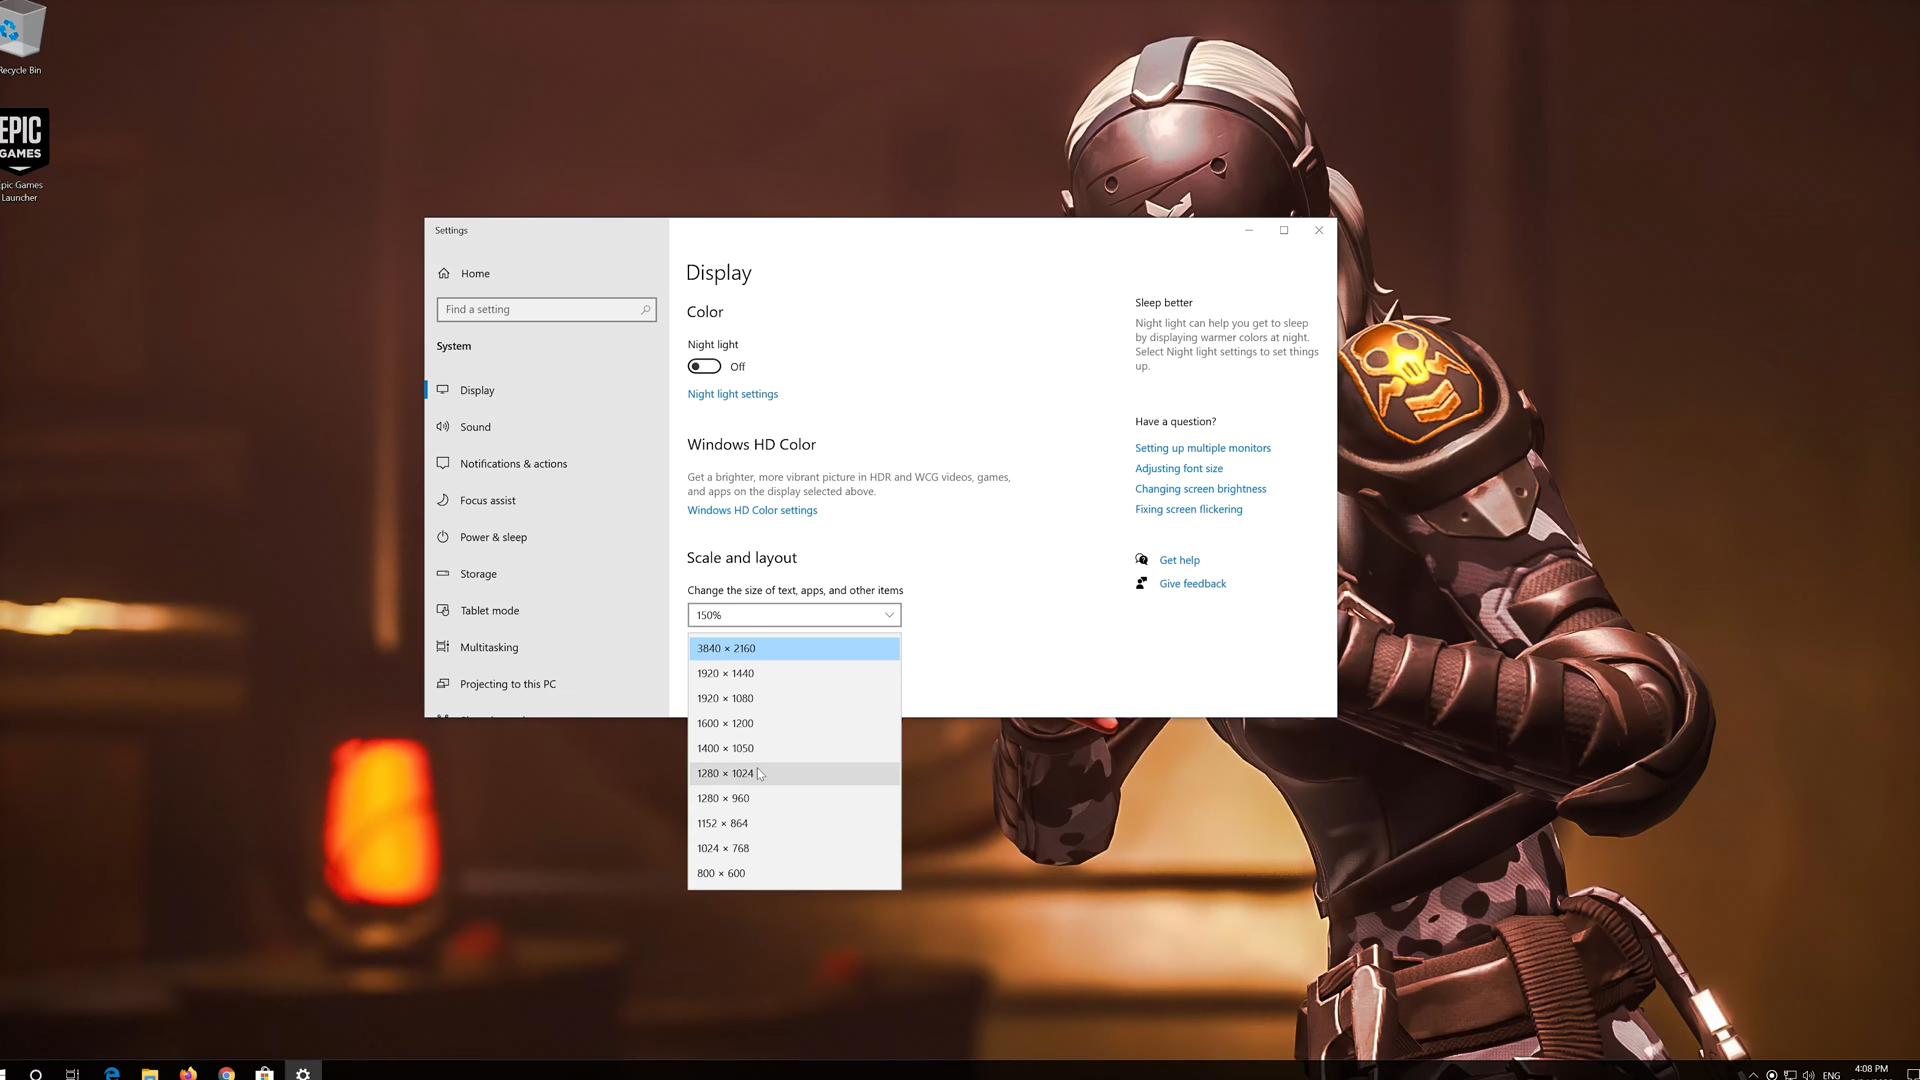 Recycle Bin
EPIC
GAMES
Epic Games
Launcher
Settings
Home
Find a setting
System
Display
Sound
Notifications & actions
Focus assist
Power & sleep
Storage
Tablet mode
Multitasking
Projecting to this PC
Display
Color
Night light
Off
Night light settings
Windows HD Color
Get a brighter, more vibrant picture in HDR and WCG videos, games,
and apps on the display selected above.
Windows HD Color settings
Scale and layout
Change the size of text, apps, and other items
150%
3840 × 2160
1920 × 1440
1920 × 1080
1600 × 1200
1400 × 1050
1280 × 1024
1280 × 960
1152 × 864
1024 × 768
800 × 600
Sleep better
Night light can help you get to sleep
by displaying warmer colors at night.
Select Night light settings to set things
up.
Have a question?
Setting up multiple monitors
Adjusting font size
Changing screen brightness
Fixing screen flickering
Get help
Give feedback
ENG
4:08 PM